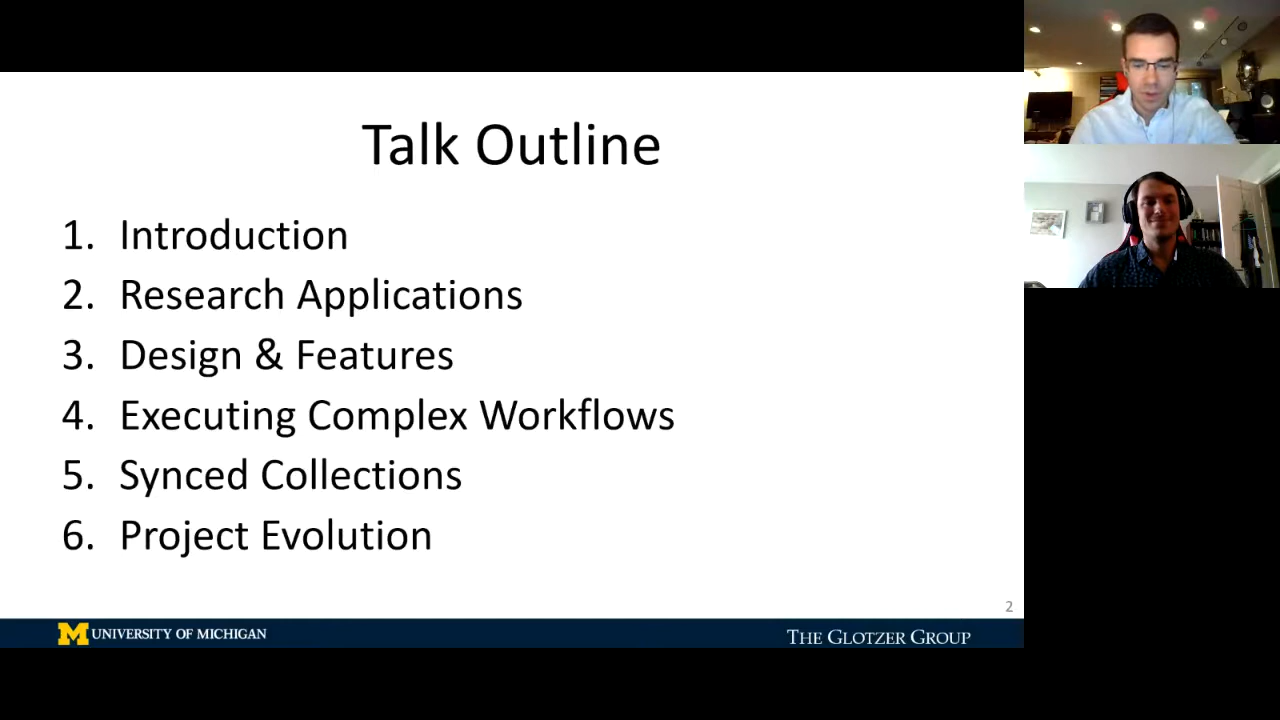 Talk Outline
1. Introduction
2. Research Applications
3. Design & Features
4. Executing Complex Workflows
5. Synced Collections
6. Project Evolution
2
M UNIVERSITY OF MICHIGAN
THE GLOTZER GROUP